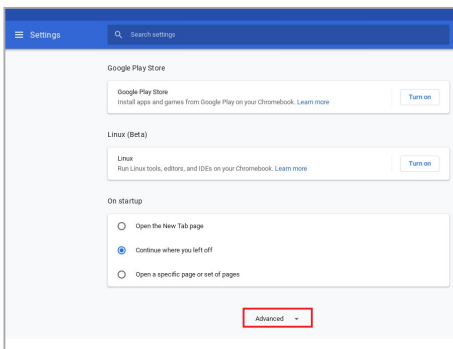 Settings
Search settings
Google Play Store
Google Play Store
Install apps and games from Google Play on your Chromebook. Learn more
Turn on
Linux (Beta)
Linux
Run Linux tools, editors, and IDEs on your Chromebook. Learn more
Turn on
On startup
Open the New Tab page
Continue where you left off
Open a specific page or set of pages
Advanced